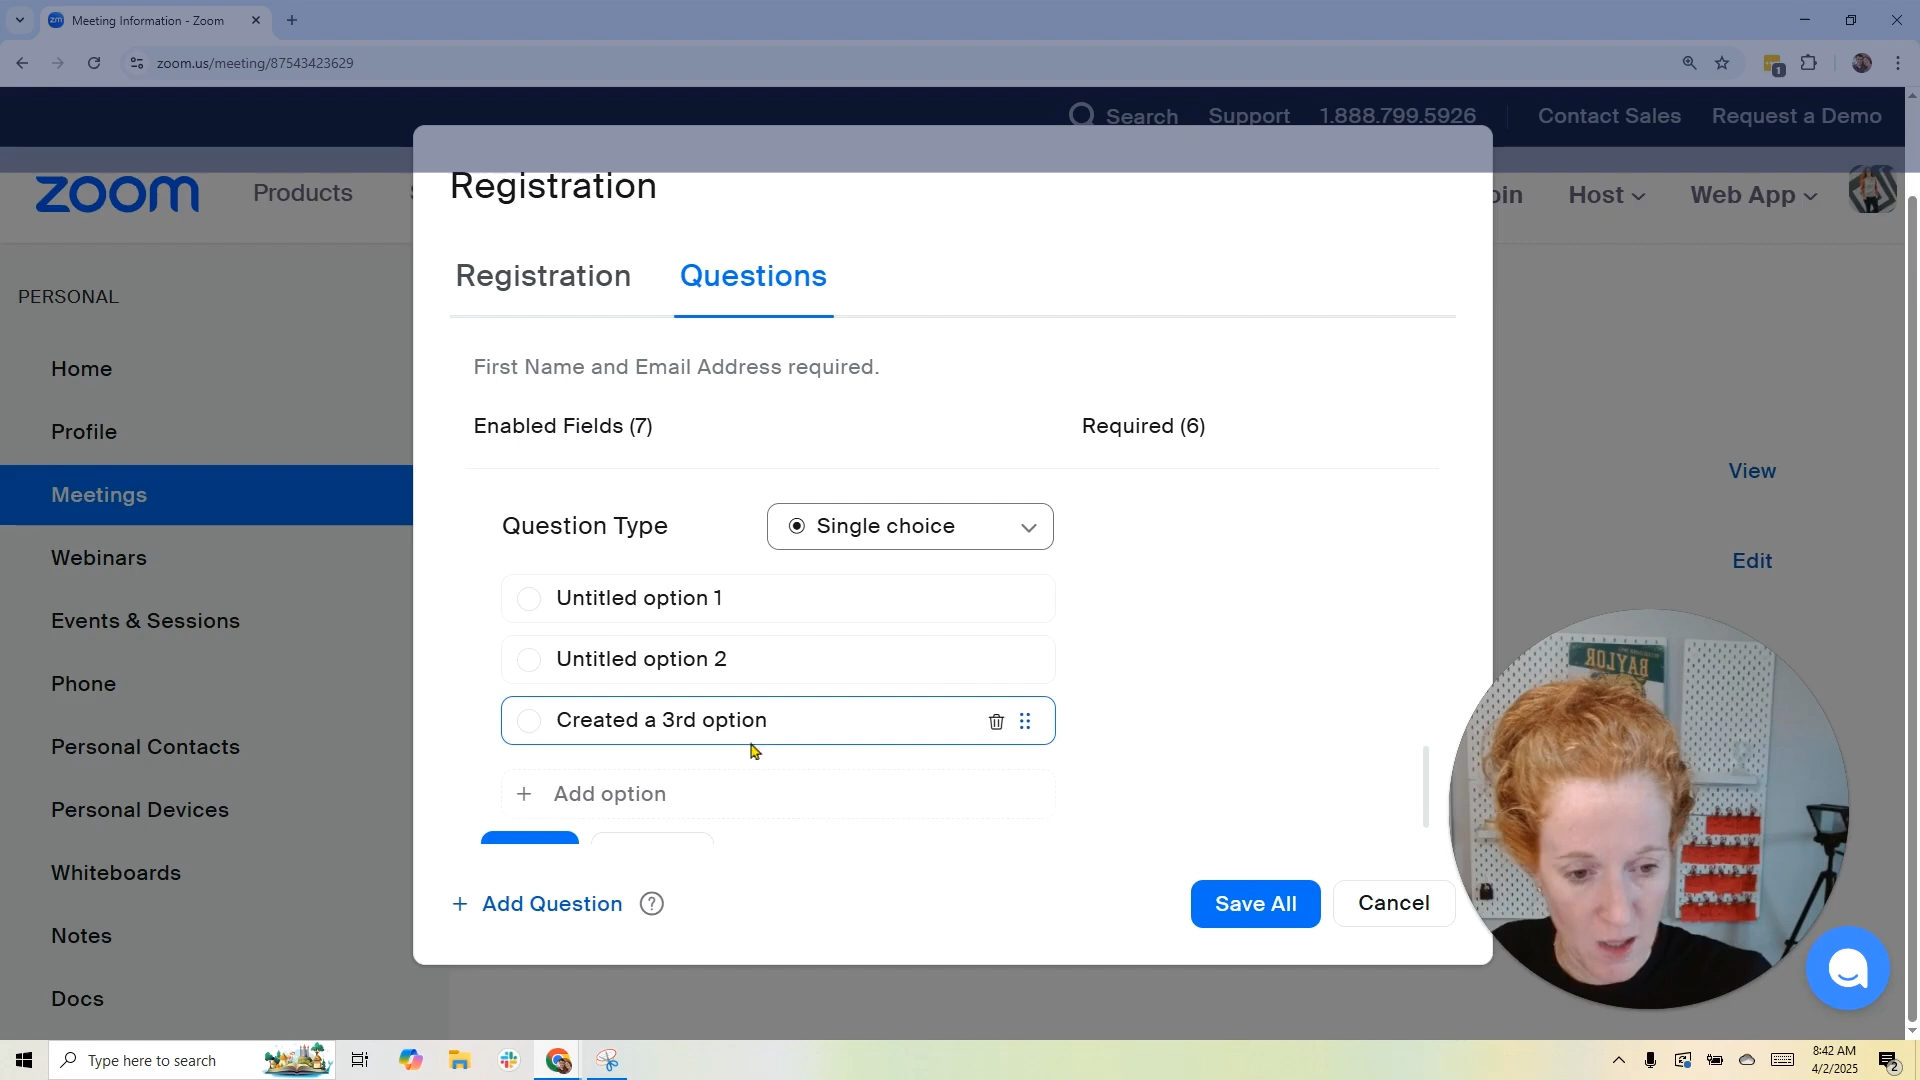 Meeting Information - Zoom
zoom.us/meeting/87543423629
1
Search
Support
1.888.799.5926
Contact Sales
Request a Demo
zoom
Products
Host
Web App
PERSONAL
Home
Profile
Meetings
Webinars
Events & Sessions
Phone
Personal Contacts
Personal Devices
Whiteboards
Notes
Docs
Registration
Registration
Questions
First Name and Email Address required.
Enabled Fields (7)
Required (6)
Question Type
Single choice
Untitled option 1
Untitled option 2
Created a 3rd option
+ Add option
+ Add Question ?
Save All
Cancel
View
Edit
BAYLOR
Type here to search
8:42 AM
4/2/2025
2